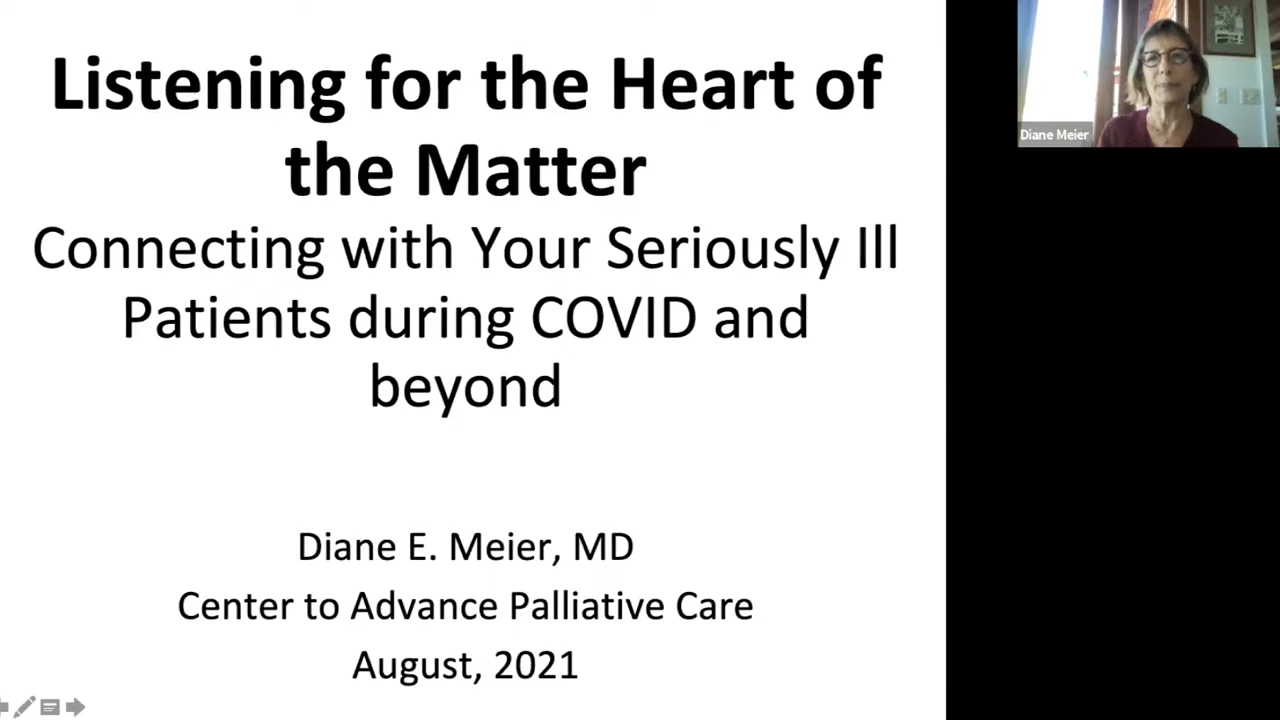 Listening for the Heart of
the Matter
Connecting with Your Seriously Ill
Patients during COVID and
beyond
Diane E. Meier, MD
Center to Advance Palliative Care
August, 2021
Diane Meier